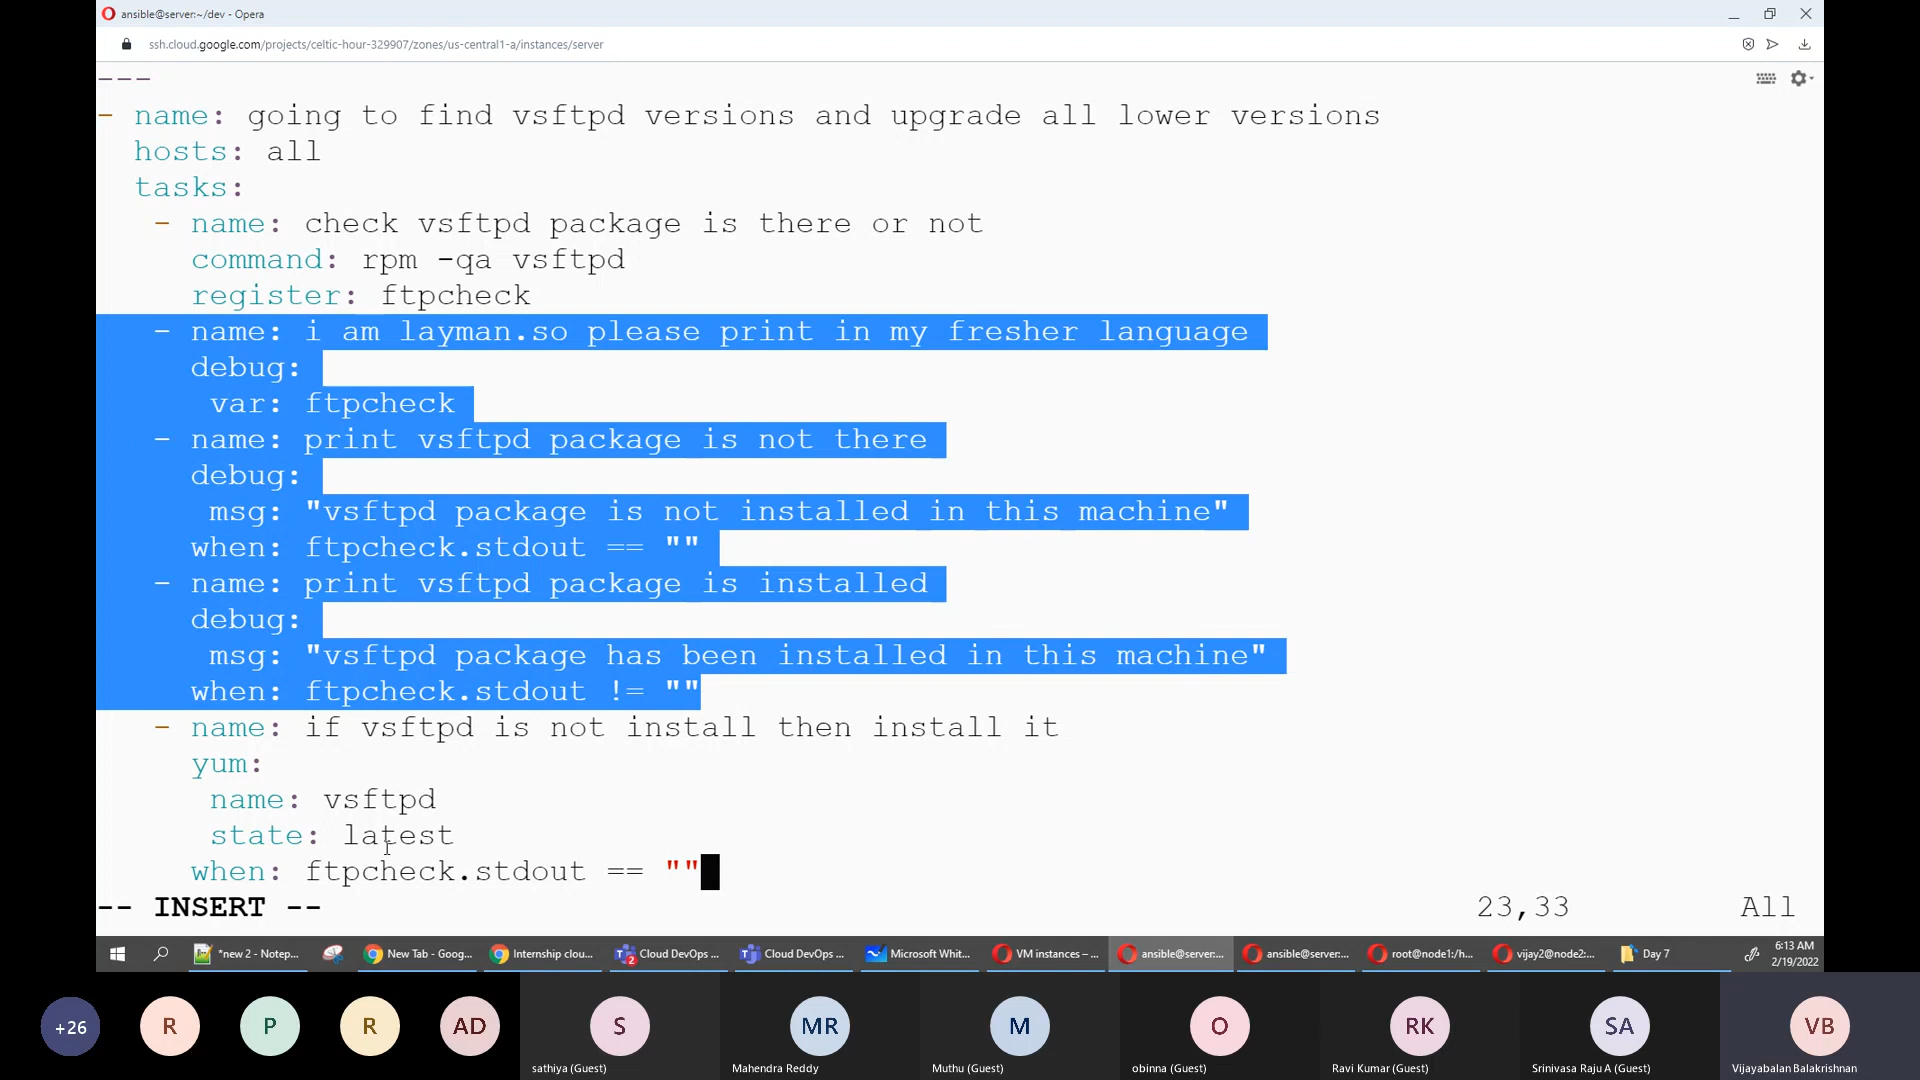 ansible@server:~/dev - Opera
ssh.cloud.google.com/projects/celtic-hour-329907/zones/us-central1-a/instances/server
---
- name: going to find vsftpd versions and upgrade all lower versions
hosts: all
tasks:
- name: check vsftpd package is there or not
command: rpm -qa vsftpd
register: ftpcheck
- name: i am layman.so please print in my fresher language
debug:
var: ftpcheck
- name: print vsftpd package is not there
debug:
msg: "vsftpd package is not installed in this machine"
when: ftpcheck.stdout == ""
- name: print vsftpd package is installed
debug:
msg: "vsftpd package has been installed in this machine"
when: ftpcheck.stdout != ""
- name: if vsftpd is not install then install it
yum:
name: vsftpd
state: latest
when: ftpcheck.stdout == ""
-- INSERT -- 23,33 All
*new 2 - Notep... New Tab - Goog... Internship clou... 2 Cloud DevOps ... Cloud DevOps ... Microsoft Whit... VM instances – ... ansible@server:... ansible@server:... root@node1:/h... vijay2@node2:... Day 7 6:13 AM
2/19/2022
+26 R P R AD S MR M O RK SA VB
sathiya (Guest) Mahendra Reddy Muthu (Guest) obinna (Guest) Ravi Kumar (Guest) Srinivasa Raju A (Guest) Vijayabalan Balakrishnan